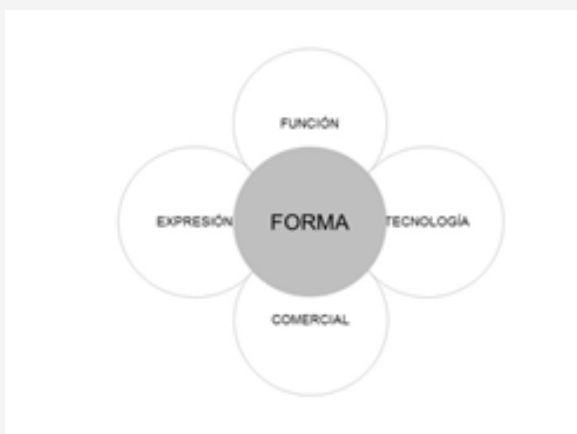 FUNCIÓN
EXPRESIÓN
FORMA
TECNOLOGÍA
COMERCIAL